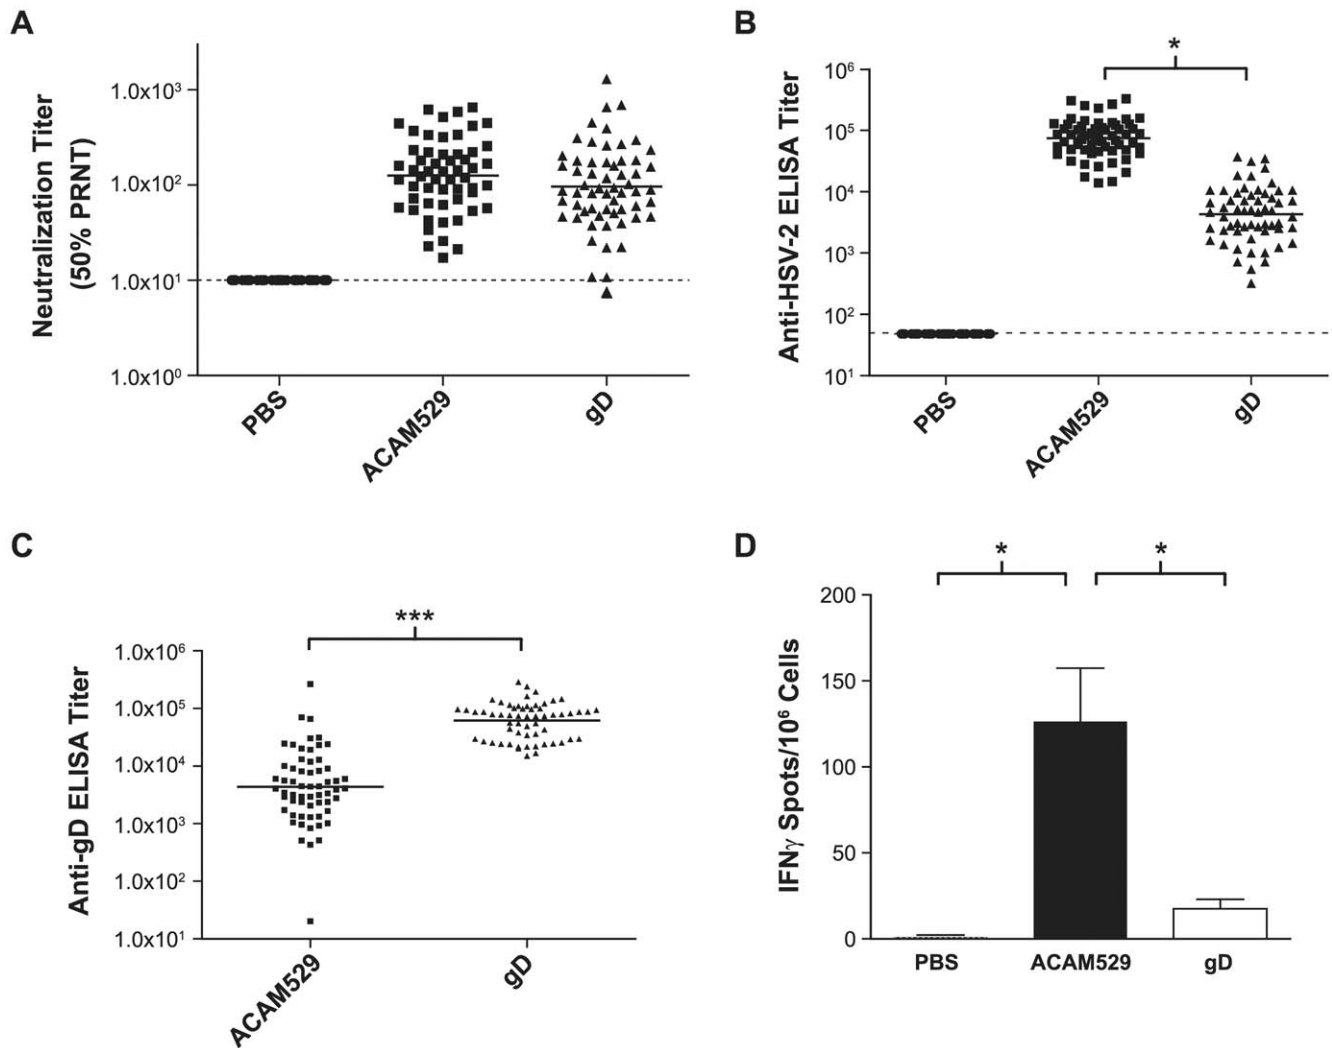 A
Neutralization Titer
(50% PRNT)
1.0x10³
1.0x10²
1.0x10¹
1.0x10⁰
PBS
ACAM529
gD
B
*
Anti-HSV-2 ELISA Titer
10⁶
10⁵
10⁴
10³
10²
10¹
PBS
ACAM529
gD
C
***
Anti-gD ELISA Titer
1.0x10⁶
1.0x10⁵
1.0x10⁴
1.0x10³
1.0x10²
1.0x10¹
ACAM529
gD
D
* *
IFNγ Spots/10⁶ Cells
200
150
100
50
0
PBS ACAM529 gD